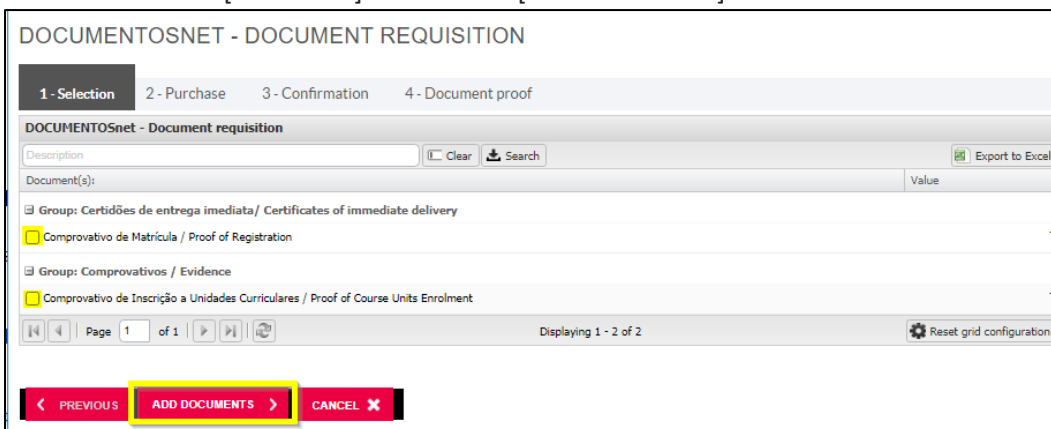 DOCUMENTOSNET - DOCUMENT REQUISITION
1 - Selection 2 - Purchase 3 - Confirmation 4 - Document proof
DOCUMENTOSnet - Document requisition
Description Clear Search Export to Excel
Document(s): Value
Group: Certidões de entrega imediata/ Certificates of immediate delivery
Comprovativo de Matrícula / Proof of Registration
Group: Comprovativos / Evidence
Comprovativo de Inscrição a Unidades Curriculares / Proof of Course Units Enrolment
Page 1 of 1 Displaying 1 - 2 of 2 Reset grid configuration
PREVIOUS ADD DOCUMENTS CANCEL